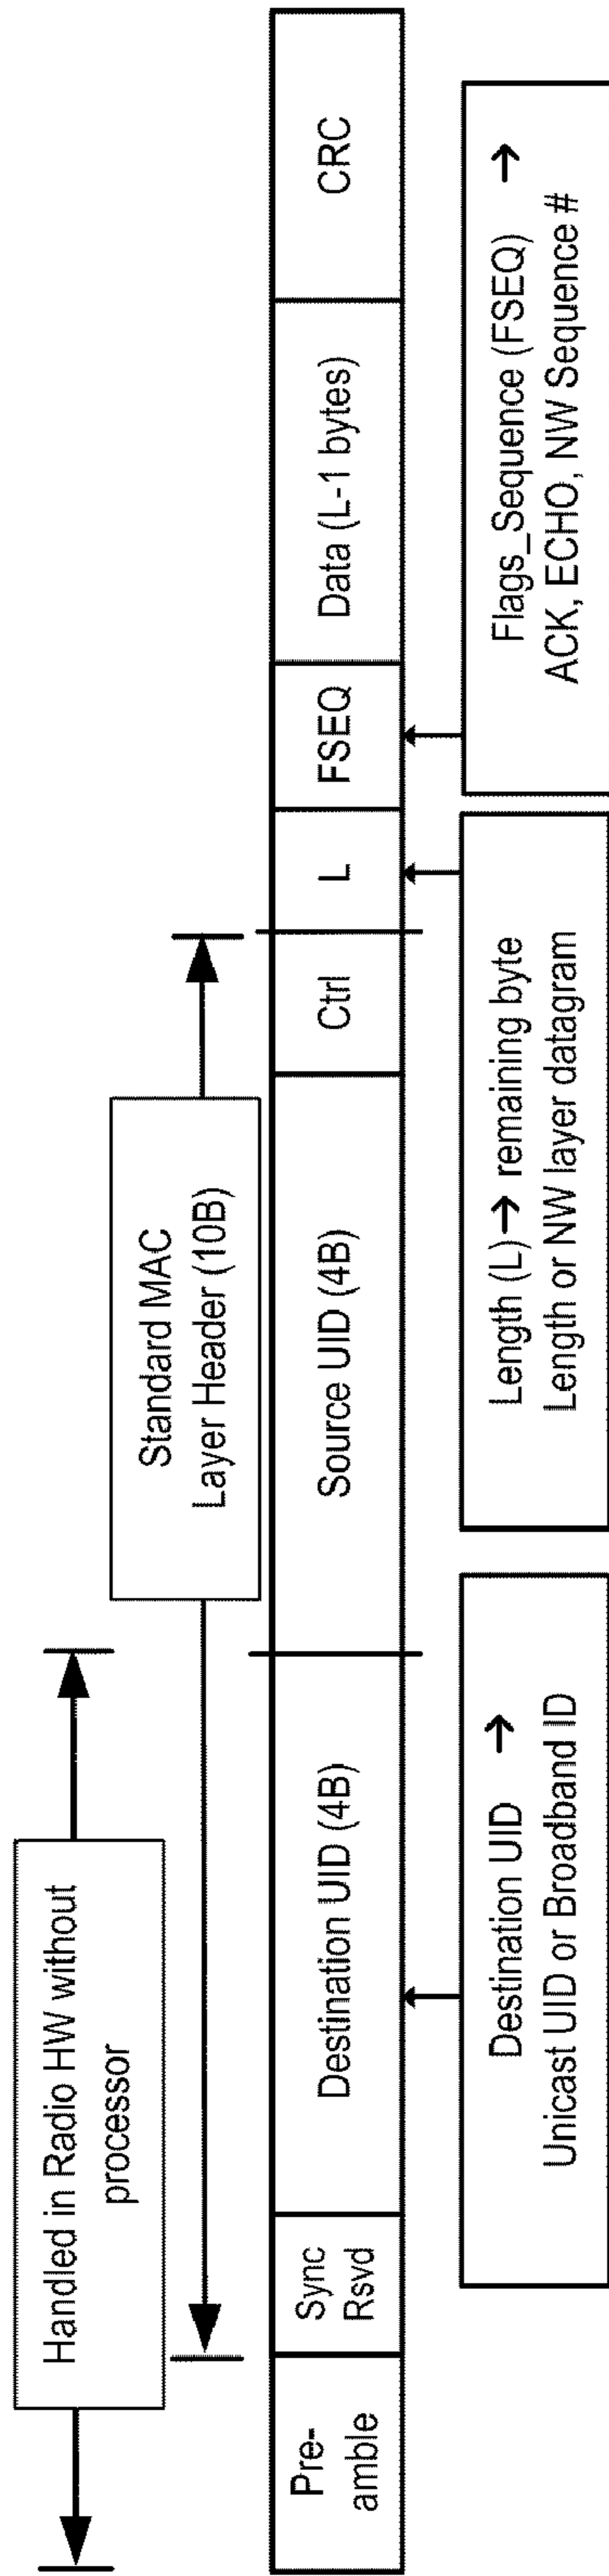 Handled in Radio HW without
processor
Standard MAC
Layer Header (10B)
Pre-
amble
Sync
Rsvd
Destination UID (4B)
Source UID (4B)
Ctrl
L
FSEQ
Data (L-1 bytes)
CRC
Destination UID →
Unicast UID or Broadband ID
Length (L) → remaining byte
Length or NW layer datagram
Flags_Sequence (FSEQ) →
ACK, ECHO, NW Sequence #